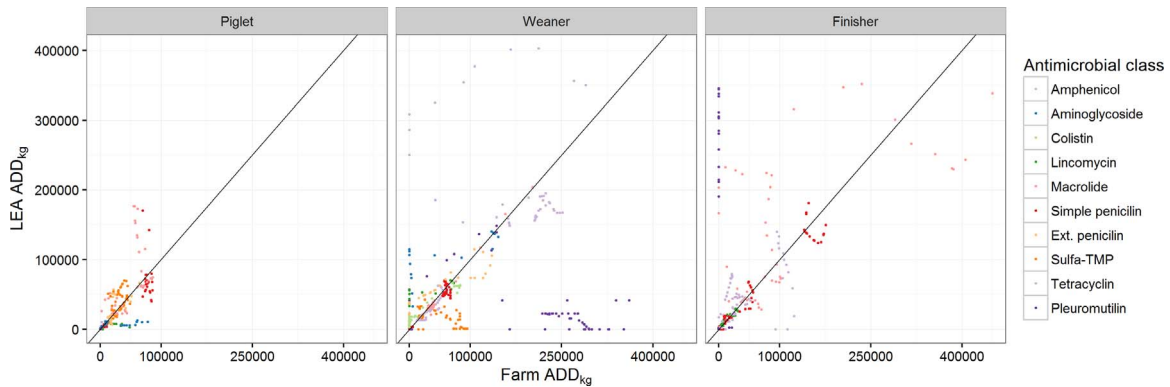 Piglet
Weaner
Finisher
400000
300000
200000
100000
0
LEA ADDkg
0
100000
250000
400000
0
100000
250000
400000
0
100000
250000
400000
Farm ADDkg
Antimicrobial class
Amphenicol
Aminoglycoside
Colistin
Lincomycin
Macrolide
Simple penicilin
Ext. penicilin
Sulfa-TMP
Tetracyclin
Pleuromutilin